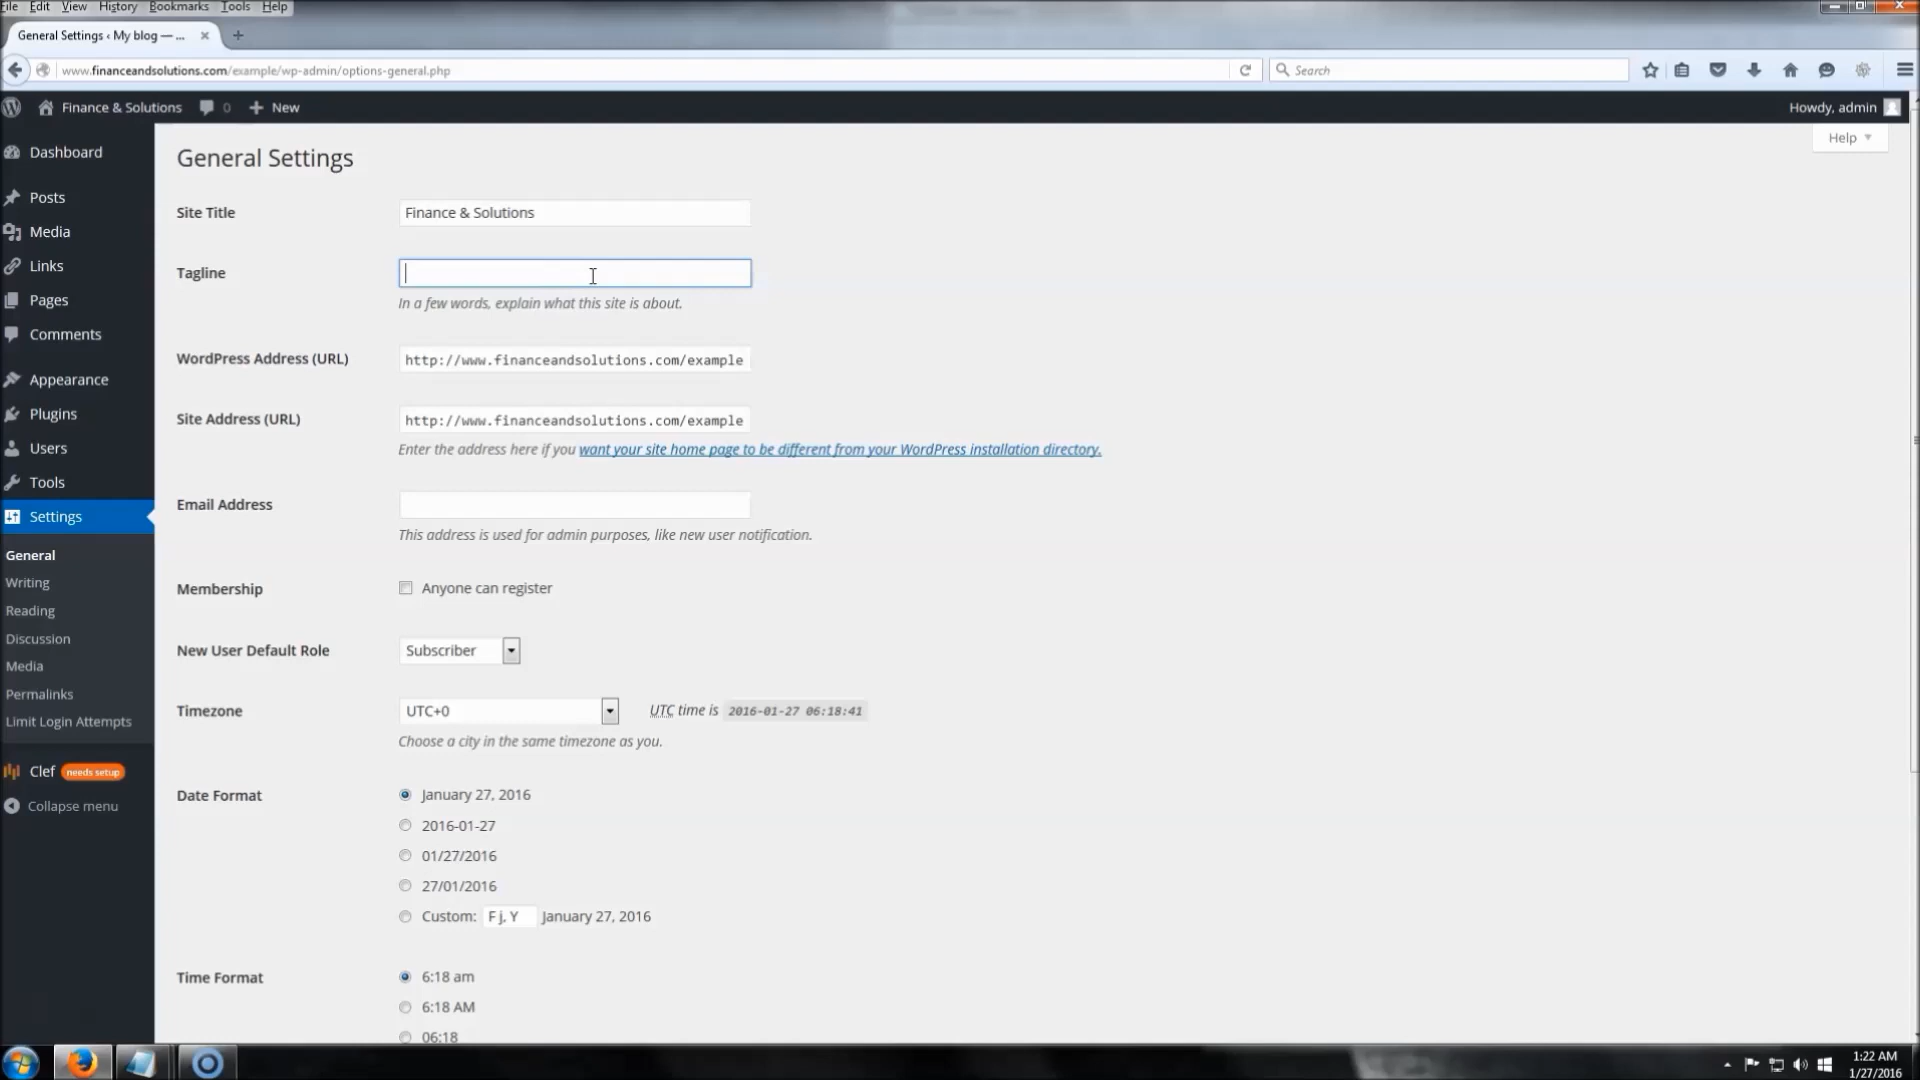 File Edit View History Bookmarks Tools Help
General Settings ‹ My blog — ...
www.financeandsolutions.com/example/wp-admin/options-general.php
Search
Finance & Solutions 0 New
Howdy, admin
Help
Dashboard
Posts
Media
Links
Pages
Comments
Appearance
Plugins
Users
Tools
Settings
General
Writing
Reading
Discussion
Media
Permalinks
Limit Login Attempts
Clef needs setup
Collapse menu
General Settings
Site Title
Finance & Solutions
Tagline
In a few words, explain what this site is about.
WordPress Address (URL)
http://www.financeandsolutions.com/example
Site Address (URL)
http://www.financeandsolutions.com/example
Enter the address here if you want your site home page to be different from your WordPress installation directory.
Email Address
This address is used for admin purposes, like new user notification.
Membership
Anyone can register
New User Default Role
Subscriber
Timezone
UTC+0
UTC time is 2016-01-27 06:18:41
Choose a city in the same timezone as you.
Date Format
January 27, 2016
2016-01-27
01/27/2016
27/01/2016
Custom: F j, Y January 27, 2016
Time Format
6:18 am
6:18 AM
06:18
1:22 AM
1/27/2016